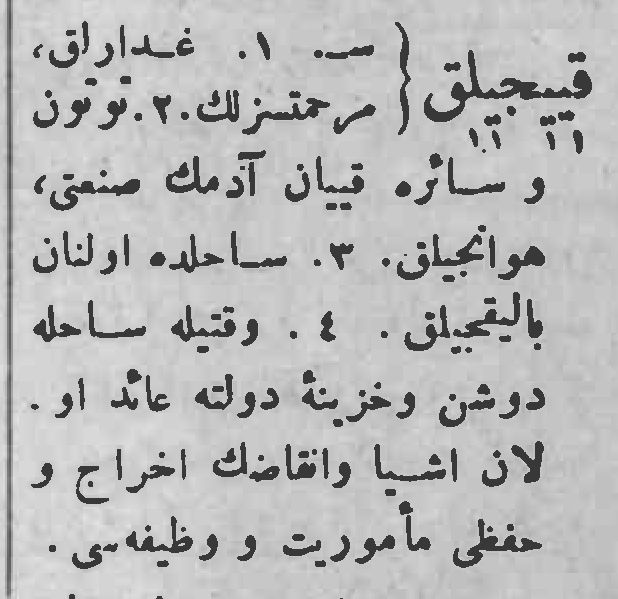 قییجیلق { س. ۱. غداراق،
مرحمتسزلك. ۲. توتون
و سائره قییان آدمك صنعتی،
هوانجیلق. ۳. ساحلده اولنان
بالیقجیلق. ٤. وقتیله ساحله
دوشن وخزینهٔ دولته عائد او.
لان اشیا وانقاضك اخراج و
حفظی مأموریت و وظیفه‌سی.